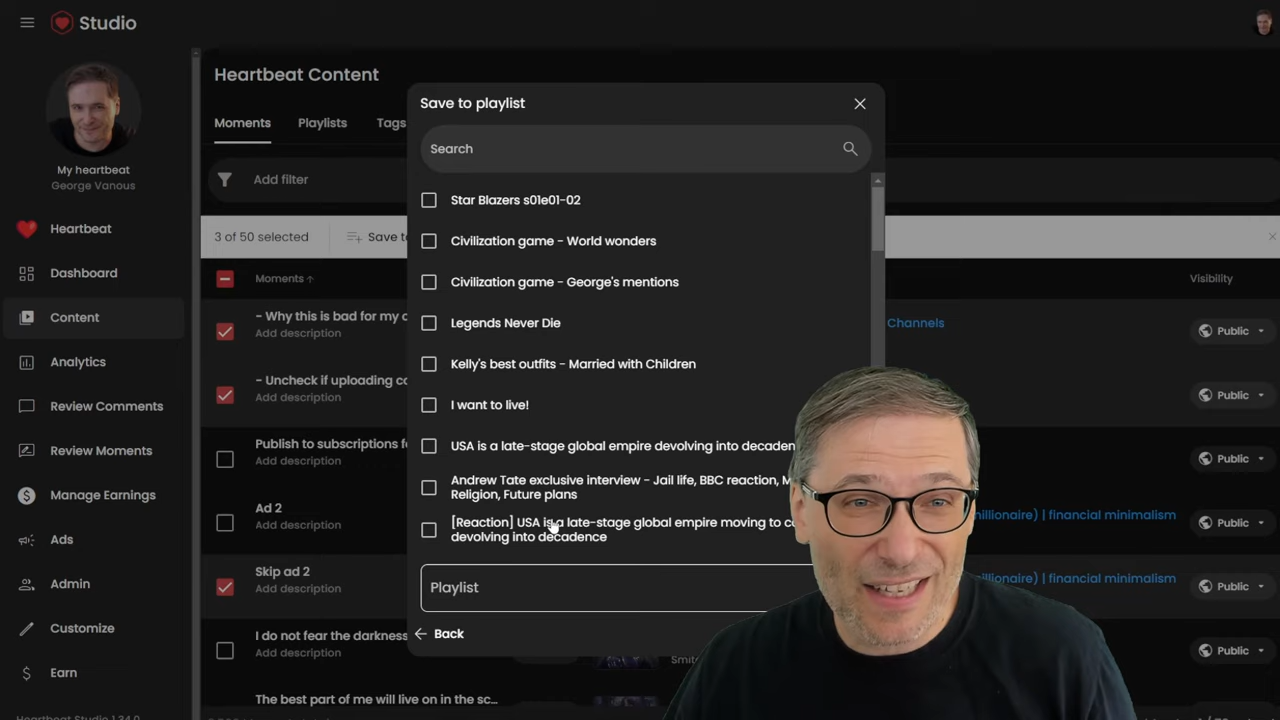 Studio
My heartbeat
George Vanous
Heartbeat
Dashboard
Content
Analytics
Review Comments
Review Moments
Manage Earnings
Ads
Admin
Customize
Earn
Heartbeat Studio 1.34.0
Heartbeat Content
Moments Playlists Tags
Add filter
3 of 50 selected Save to
Moments Visibility
- Why this is bad for my c
Add description
Channels
Public
- Uncheck if uploading co
Add description
Public
Publish to subscriptions f
Add description
Public
Ad 2
Add description
illionaire) | financial minimalism
Public
Skip ad 2
Add description
illionaire) | financial minimalism
Public
I do not fear the darkness
Add description
Smit
Public
The best part of me will live on in the sc...
Save to playlist
Search
Star Blazers s01e01-02
Civilization game - World wonders
Civilization game - George's mentions
Legends Never Die
Kelly's best outfits - Married with Children
I want to live!
USA is a late-stage global empire devolving into decaden
Andrew Tate exclusive interview - Jail life, BBC reaction, M
Religion, Future plans
[Reaction] USA is a late-stage global empire moving to c
devolving into decadence
Playlist
Back